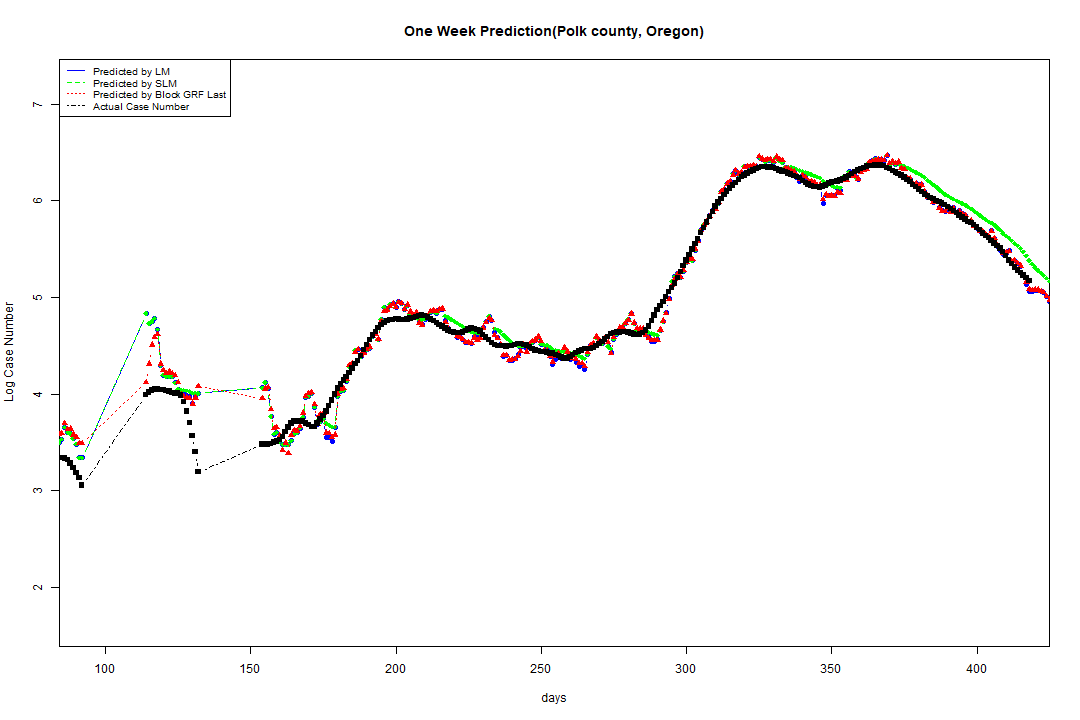 One Week Prediction(Polk county, Oregon)
Predicted by LM
Predicted by SLM
Predicted by Block GRF Last
Actual Case Number
Log Case Number
7
6
5
4
3
2
100 150 200 250 300 350 400
days